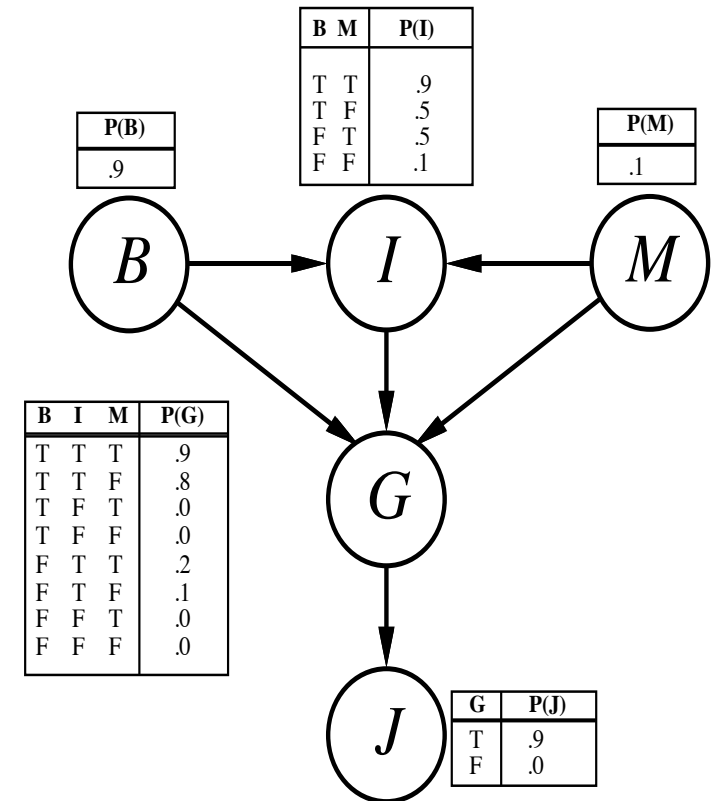 B M P(I)
T T .9
T F .5
F T .5
F F .1
P(B)
.9
P(M)
.1
B
I
M
B I M P(G)
T T T .9
T T F .8
T F T .0
T F F .0
F T T .2
F T F .1
F F T .0
F F F .0
G
J
G P(J)
T .9
F .0